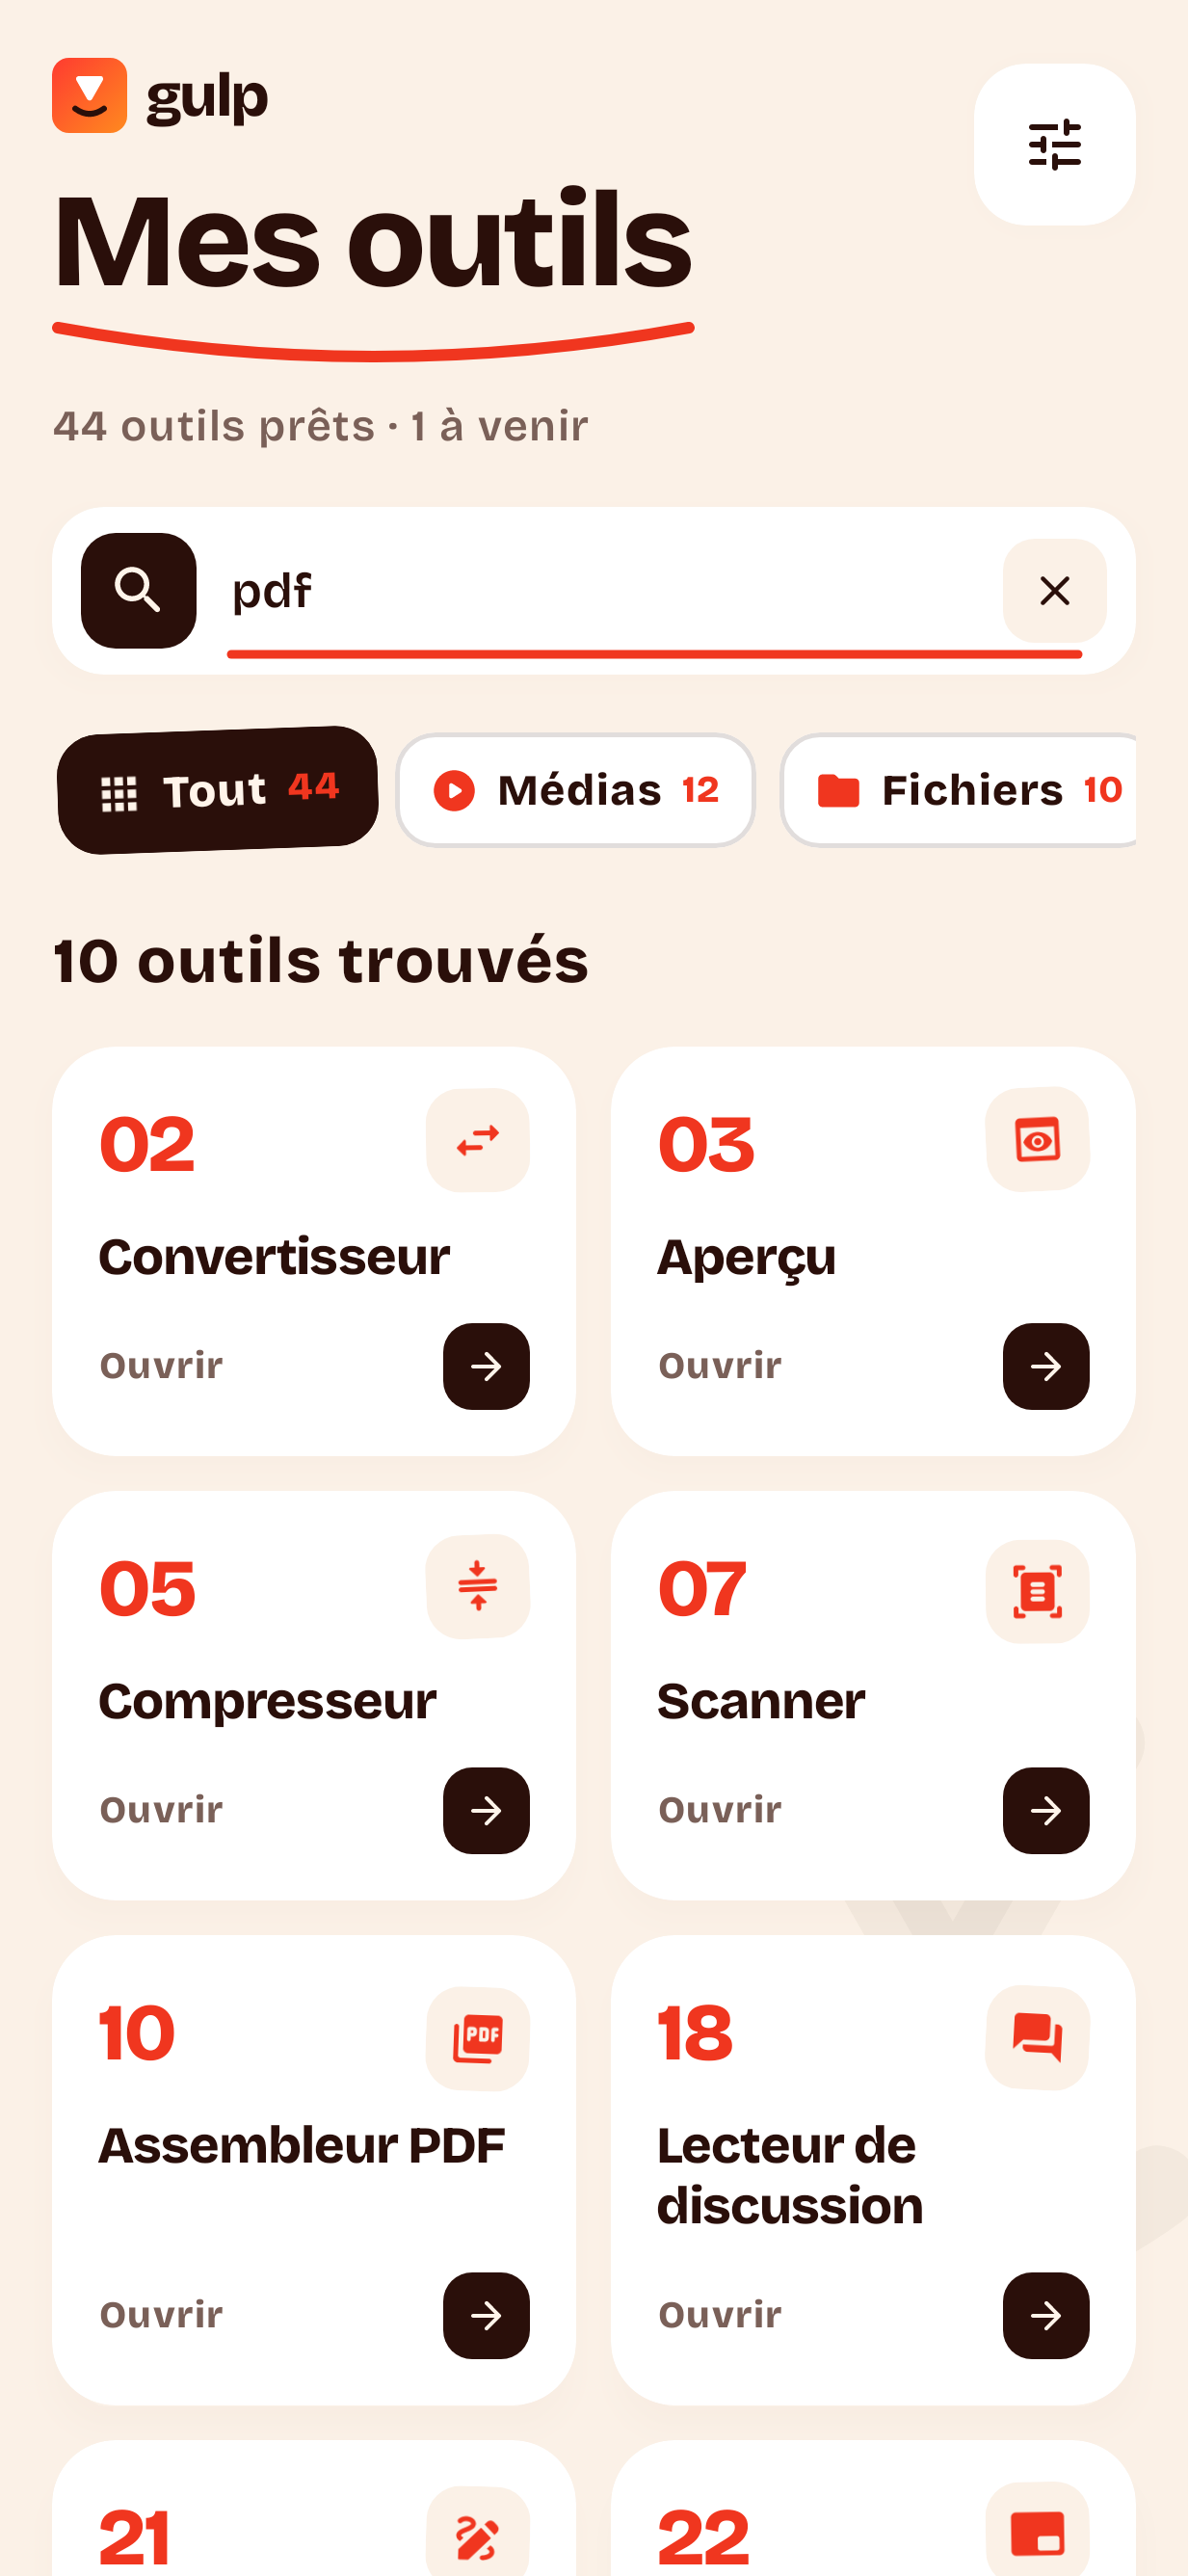 gulp
Mes outils
44 outils prêts · 1 à venir
pdf
Tout 44
Médias 12
Fichiers 10
10 outils trouvés
02
Convertisseur
Ouvrir
03
Aperçu
Ouvrir
05
Compresseur
Ouvrir
07
Scanner
Ouvrir
10
PDF
Assembleur PDF
Ouvrir
18
Lecteur de
discussion
Ouvrir
21
22